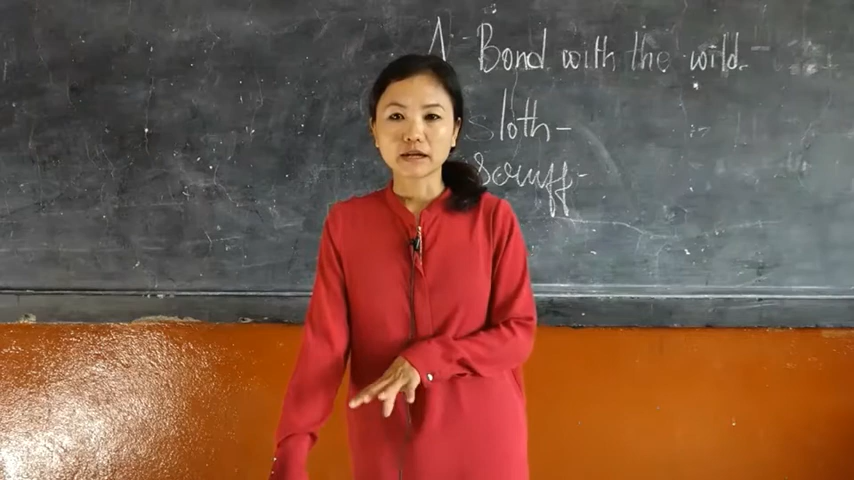 A Bond with the wild -
sloth -
scruff -